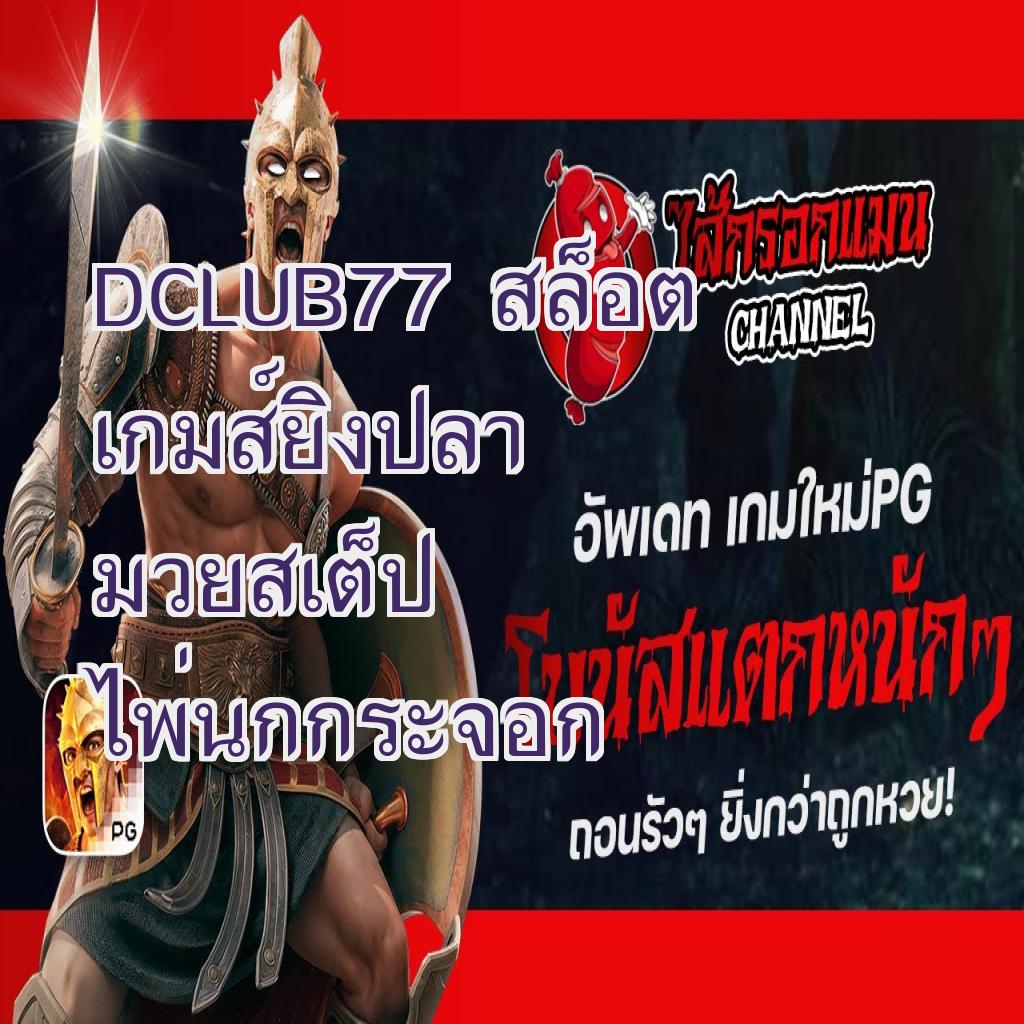 ไส้กรอกแมน
CHANNEL
DCLUB77 สล็อต
เกมส์ยิงปลา
มวยสเต็ป
ไพ่นกกระจอก
อัพเดท เกมใหม่PG
โบนัสแตกหนักๆ
ถอนรัวๆ ยิ่งกว่าถูกหวย!
PG